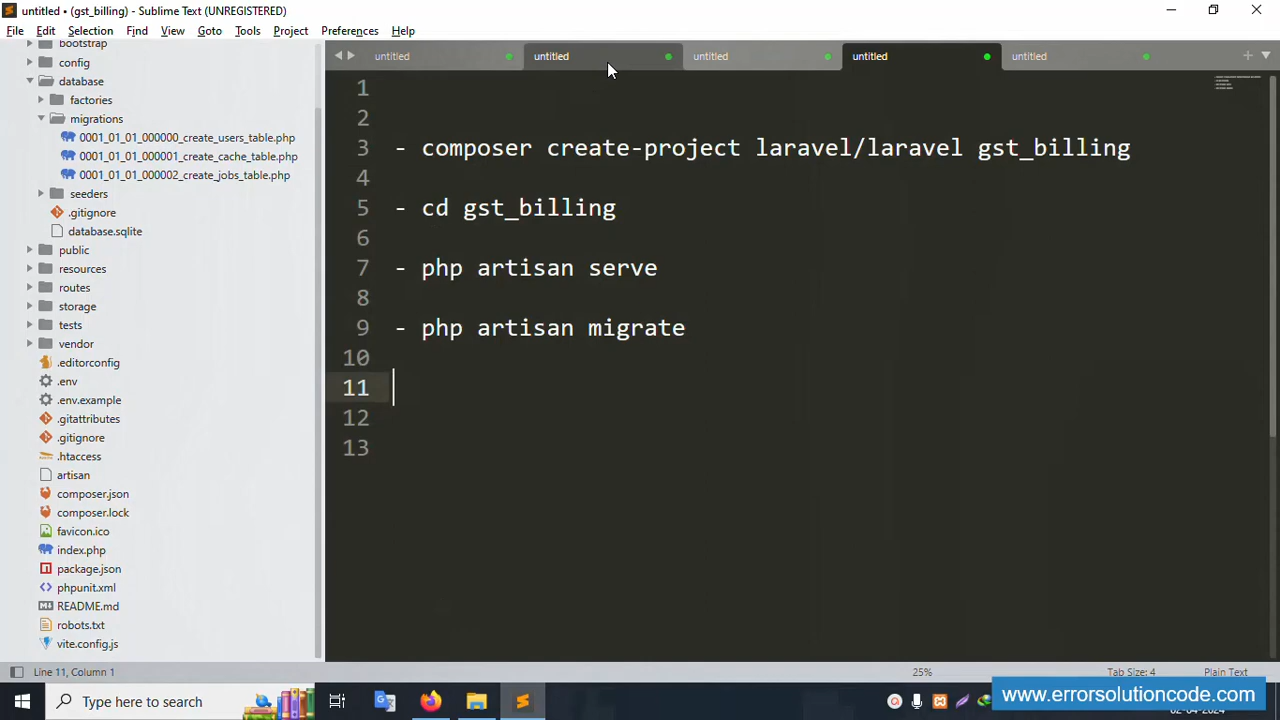 untitled • (gst_billing) - Sublime Text (UNREGISTERED)
File Edit Selection Find View Goto Tools Project Preferences Help
untitled untitled untitled untitled untitled
bootstrap
config
database
factories
migrations
0001_01_01_000000_create_users_table.php
0001_01_01_000001_create_cache_table.php
0001_01_01_000002_create_jobs_table.php
seeders
.gitignore
database.sqlite
public
resources
routes
storage
tests
vendor
.editorconfig
.env
.env.example
.gitattributes
.gitignore
.htaccess
artisan
composer.json
composer.lock
favicon.ico
index.php
package.json
phpunit.xml
README.md
robots.txt
vite.config.js
1
2
3 - composer create-project laravel/laravel gst_billing
4
5 - cd gst_billing
6
7 - php artisan serve
8
9 - php artisan migrate
10
11
12
13
Line 11, Column 1 25% Tab Size: 4 Plain Text
Type here to search
www.errorsolutioncode.com
02-04-2024